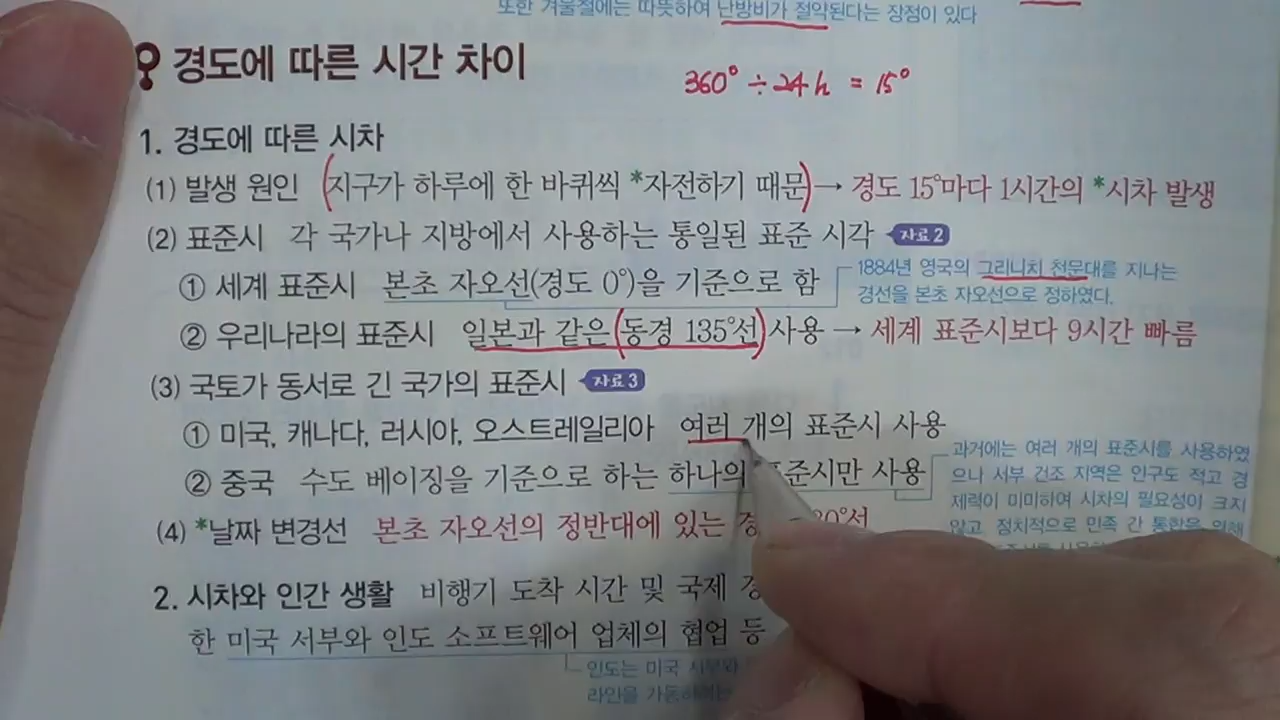 또한 겨울철에는 따뜻하여 난방비가 절약된다는 장점이 있다
경도에 따른 시간 차이
360° ÷ 24h = 15°
1. 경도에 따른 시차
(1) 발생 원인 (지구가 하루에 한 바퀴씩 *자전하기 때문) → 경도 15°마다 1시간의 *시차 발생
(2) 표준시 각 국가나 지방에서 사용하는 통일된 표준 시각 자료2
① 세계 표준시 본초 자오선(경도 0°)을 기준으로 함
1884년 영국의 그리니치 천문대를 지나는
경선을 본초 자오선으로 정하였다.
② 우리나라의 표준시 일본과 같은 (동경 135°선) 사용 → 세계 표준시보다 9시간 빠름
(3) 국토가 동서로 긴 국가의 표준시 자료3
① 미국, 캐나다, 러시아, 오스트레일리아 여러 개의 표준시 사용
② 중국 수도 베이징을 기준으로 하는 하나의 표준시만 사용
과거에는 여러 개의 표준시를 사용하였
으나 서부 건조 지역은 인구도 적고 경
제력이 미미하여 시차의 필요성이 크지
않고, 정치적으로 민족 간 통합을 위해
(4) *날짜 변경선 본초 자오선의 정반대에 있는
2. 시차와 인간 생활 비행기 도착 시간 및 국제
한 미국 서부와 인도 소프트웨어 업체의 협업 등
인도는 미국